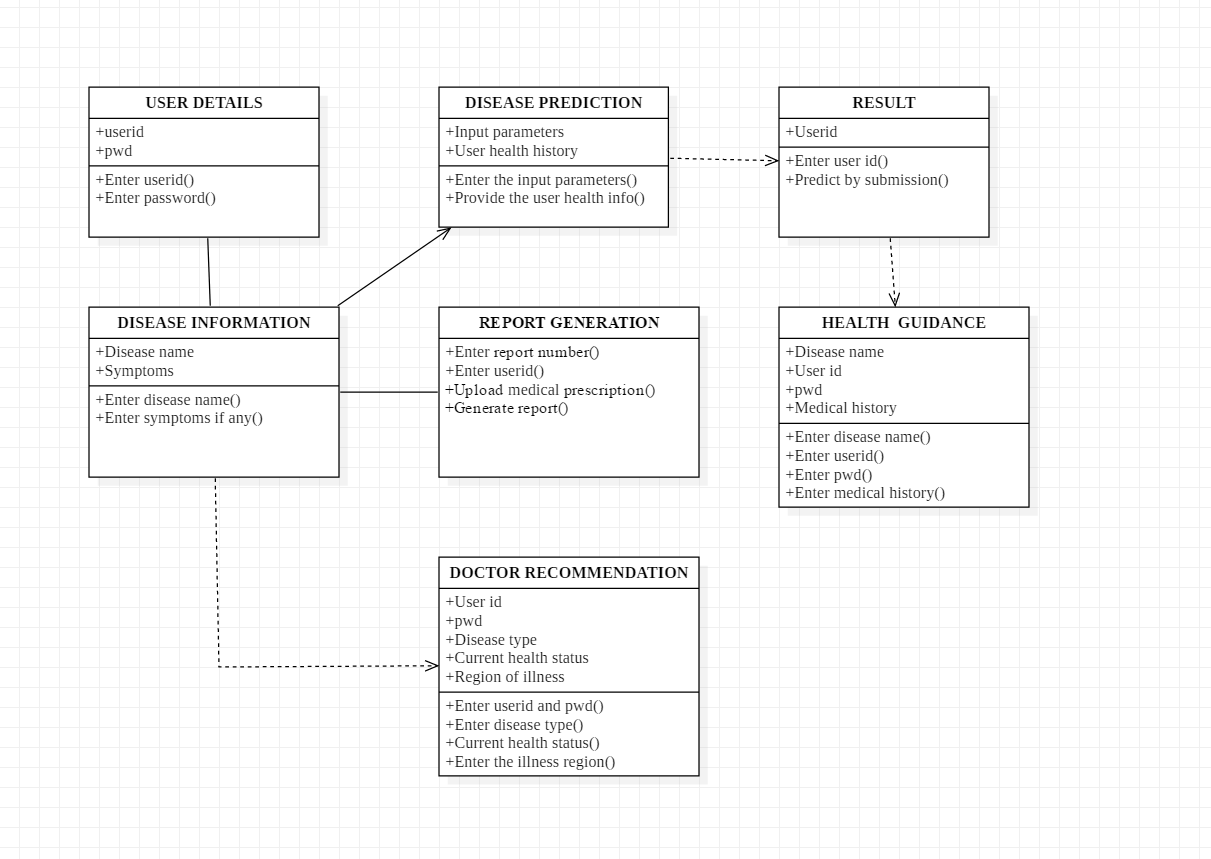 USER DETAILS
+userid
+pwd
+Enter userid()
+Enter password()
DISEASE PREDICTION
+Input parameters
+User health history
+Enter the input parameters()
+Provide the user health info()
RESULT
+Userid
+Enter user id()
+Predict by submission()
DISEASE INFORMATION
+Disease name
+Symptoms
+Enter disease name()
+Enter symptoms if any()
REPORT GENERATION
+Enter report number()
+Enter userid()
+Upload medical prescription()
+Generate report()
HEALTH  GUIDANCE
+Disease name
+User id
+pwd
+Medical history
+Enter disease name()
+Enter userid()
+Enter pwd()
+Enter medical history()
DOCTOR RECOMMENDATION
+User id
+pwd
+Disease type
+Current health status
+Region of illness
+Enter userid and pwd()
+Enter disease type()
+Current health status()
+Enter the illness region()